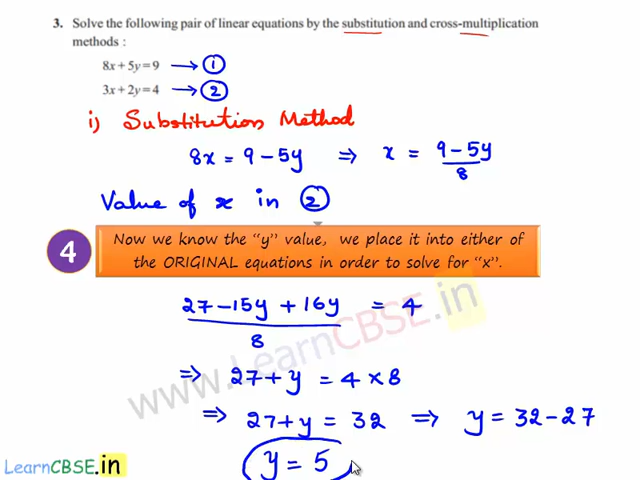 3. Solve the following pair of linear equations by the substitution and cross-multiplication
methods :
8x + 5y = 9 → ①
3x + 2y = 4 → ②
i) Substitution Method
8x = 9 - 5y ⇒ x = (9 - 5y)/8
Value of x in ②
4
Now we know the “y” value, we place it into either of
the ORIGINAL equations in order to solve for “x”.
(27 - 15y + 16y)/8 = 4
⇒ 27 + y = 4 × 8
⇒ 27 + y = 32 ⇒ y = 32 - 27
y = 5
www.LearnCBSE.in
LearnCBSE.in